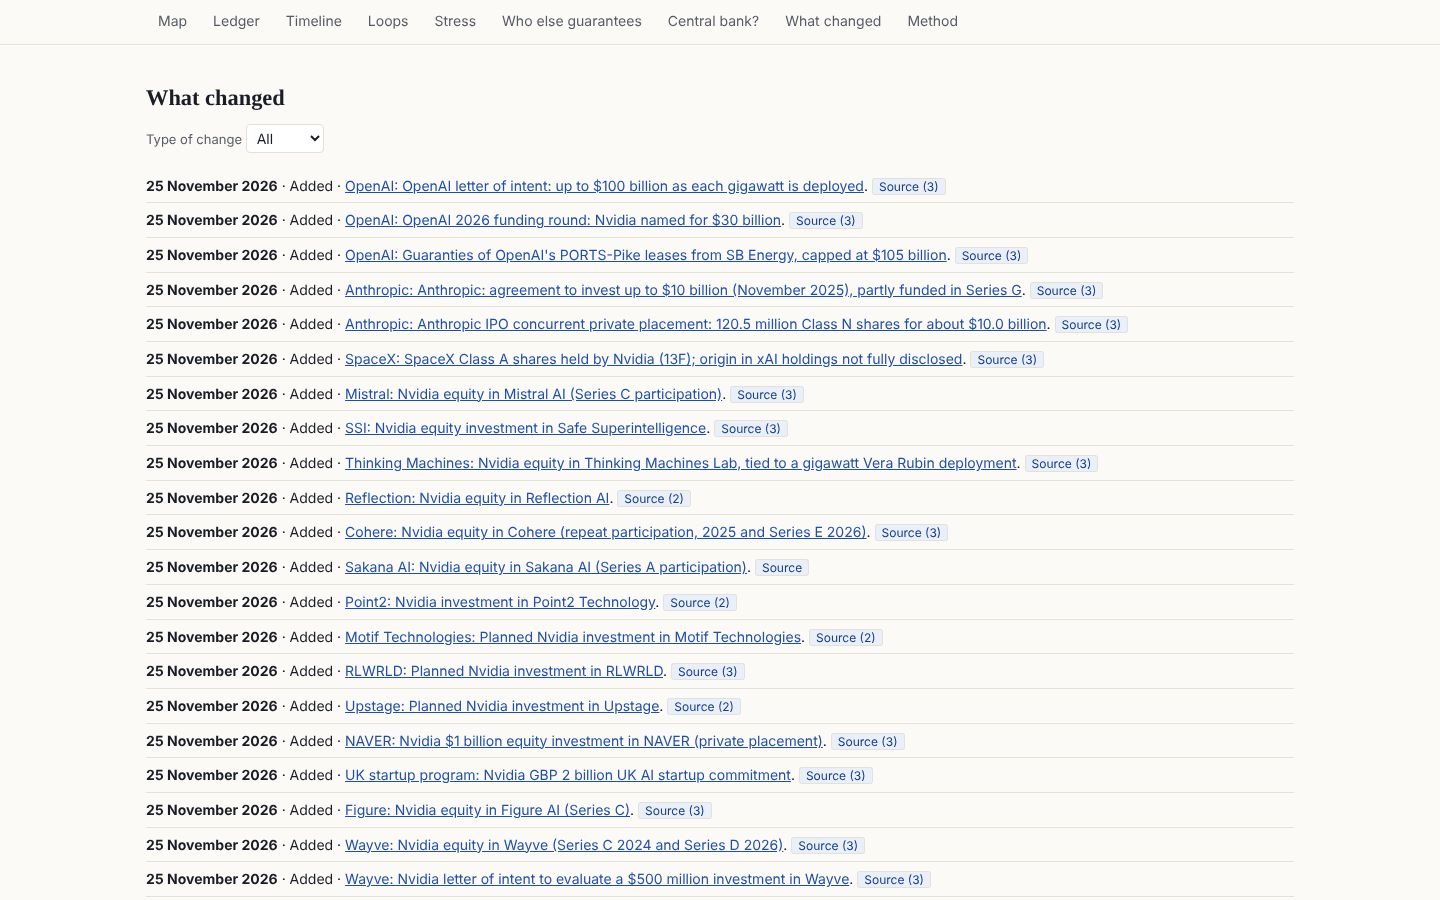 Map Ledger Timeline Loops Stress Who else guarantees Central bank? What changed Method
What changed
Type of change All
25 November 2026 · Added · OpenAI: OpenAI letter of intent: up to $100 billion as each gigawatt is deployed. Source (3)
25 November 2026 · Added · OpenAI: OpenAI 2026 funding round: Nvidia named for $30 billion. Source (3)
25 November 2026 · Added · OpenAI: Guaranties of OpenAI's PORTS-Pike leases from SB Energy, capped at $105 billion. Source (3)
25 November 2026 · Added · Anthropic: Anthropic: agreement to invest up to $10 billion (November 2025), partly funded in Series G. Source (3)
25 November 2026 · Added · Anthropic: Anthropic IPO concurrent private placement: 120.5 million Class N shares for about $10.0 billion. Source (3)
25 November 2026 · Added · SpaceX: SpaceX Class A shares held by Nvidia (13F); origin in xAI holdings not fully disclosed. Source (3)
25 November 2026 · Added · Mistral: Nvidia equity in Mistral AI (Series C participation). Source (3)
25 November 2026 · Added · SSI: Nvidia equity investment in Safe Superintelligence. Source (3)
25 November 2026 · Added · Thinking Machines: Nvidia equity in Thinking Machines Lab, tied to a gigawatt Vera Rubin deployment. Source (3)
25 November 2026 · Added · Reflection: Nvidia equity in Reflection AI. Source (2)
25 November 2026 · Added · Cohere: Nvidia equity in Cohere (repeat participation, 2025 and Series E 2026). Source (3)
25 November 2026 · Added · Sakana AI: Nvidia equity in Sakana AI (Series A participation). Source
25 November 2026 · Added · Point2: Nvidia investment in Point2 Technology. Source (2)
25 November 2026 · Added · Motif Technologies: Planned Nvidia investment in Motif Technologies. Source (2)
25 November 2026 · Added · RLWRLD: Planned Nvidia investment in RLWRLD. Source (3)
25 November 2026 · Added · Upstage: Planned Nvidia investment in Upstage. Source (2)
25 November 2026 · Added · NAVER: Nvidia $1 billion equity investment in NAVER (private placement). Source (3)
25 November 2026 · Added · UK startup program: Nvidia GBP 2 billion UK AI startup commitment. Source (3)
25 November 2026 · Added · Figure: Nvidia equity in Figure AI (Series C). Source (3)
25 November 2026 · Added · Wayve: Nvidia equity in Wayve (Series C 2024 and Series D 2026). Source (3)
25 November 2026 · Added · Wayve: Nvidia letter of intent to evaluate a $500 million investment in Wayve. Source (3)